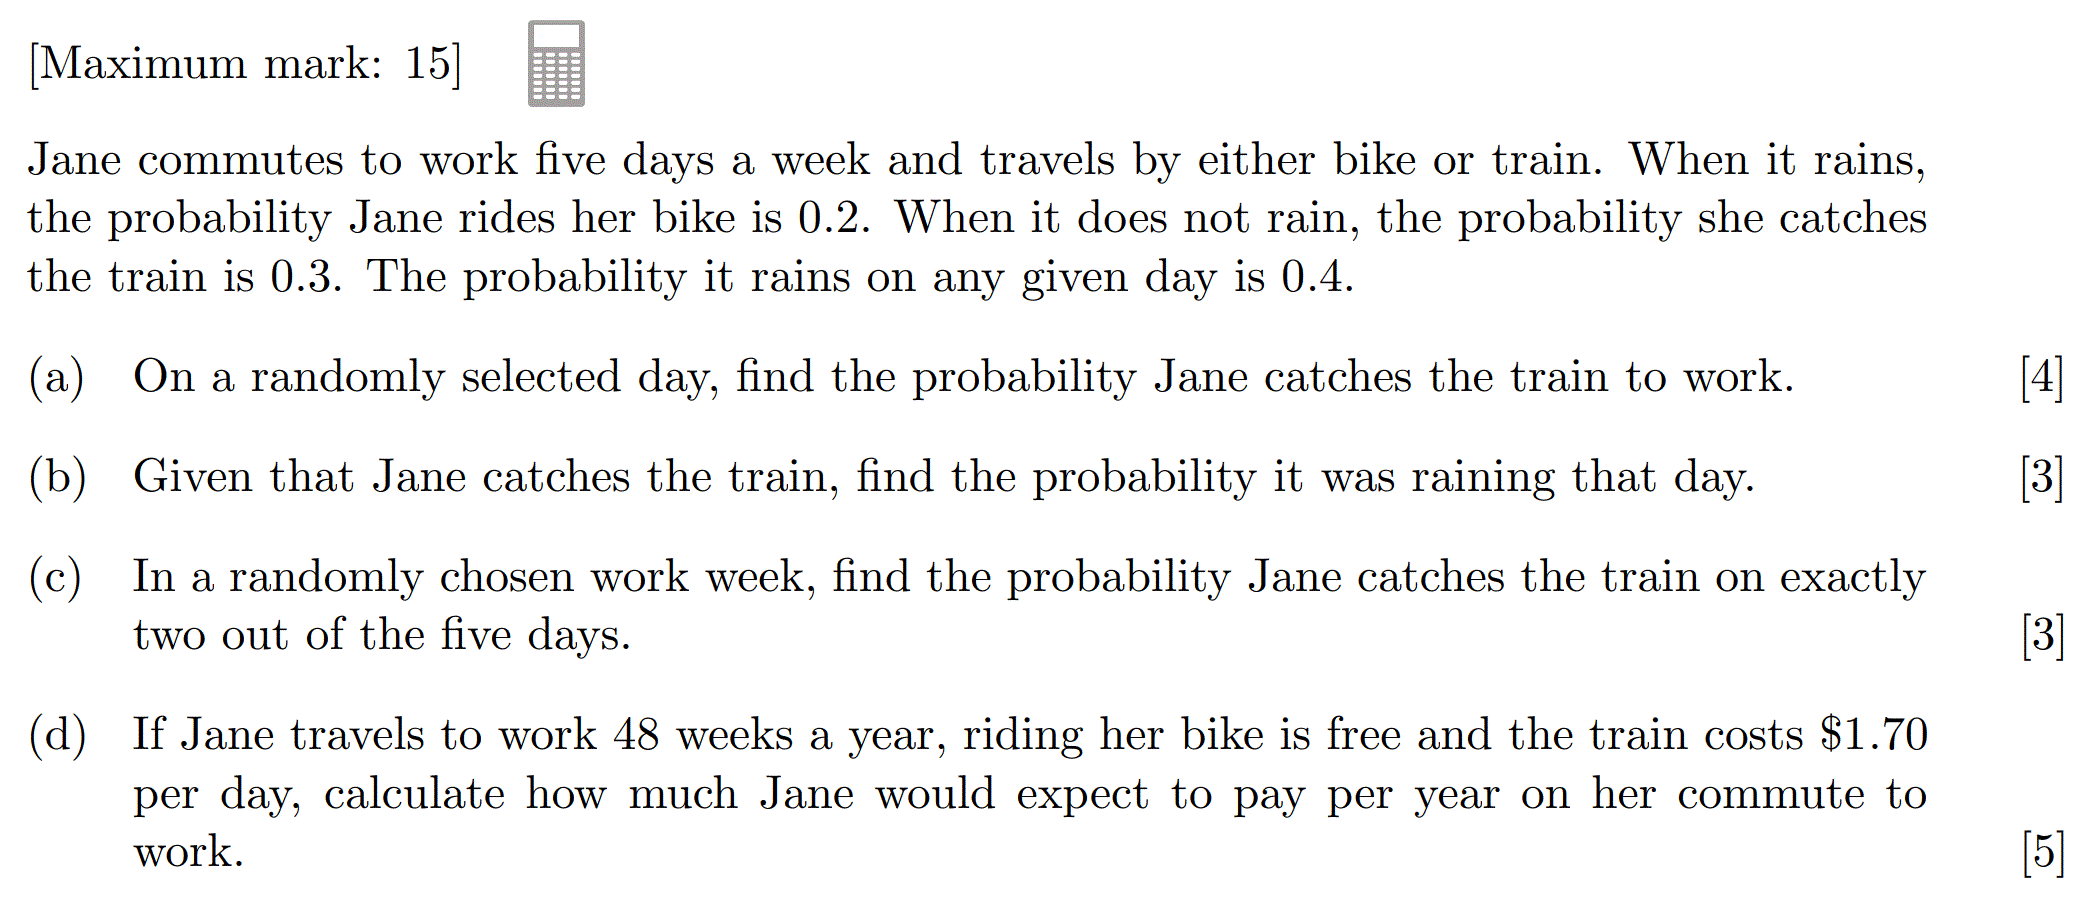 [Maximum mark: 15]
Jane commutes to work five days a week and travels by either bike or train. When it rains,
the probability Jane rides her bike is 0.2. When it does not rain, the probability she catches
the train is 0.3. The probability it rains on any given day is 0.4.
(a) On a randomly selected day, find the probability Jane catches the train to work. [4]
(b) Given that Jane catches the train, find the probability it was raining that day. [3]
(c) In a randomly chosen work week, find the probability Jane catches the train on exactly
two out of the five days. [3]
(d) If Jane travels to work 48 weeks a year, riding her bike is free and the train costs $1.70
per day, calculate how much Jane would expect to pay per year on her commute to
work. [5]